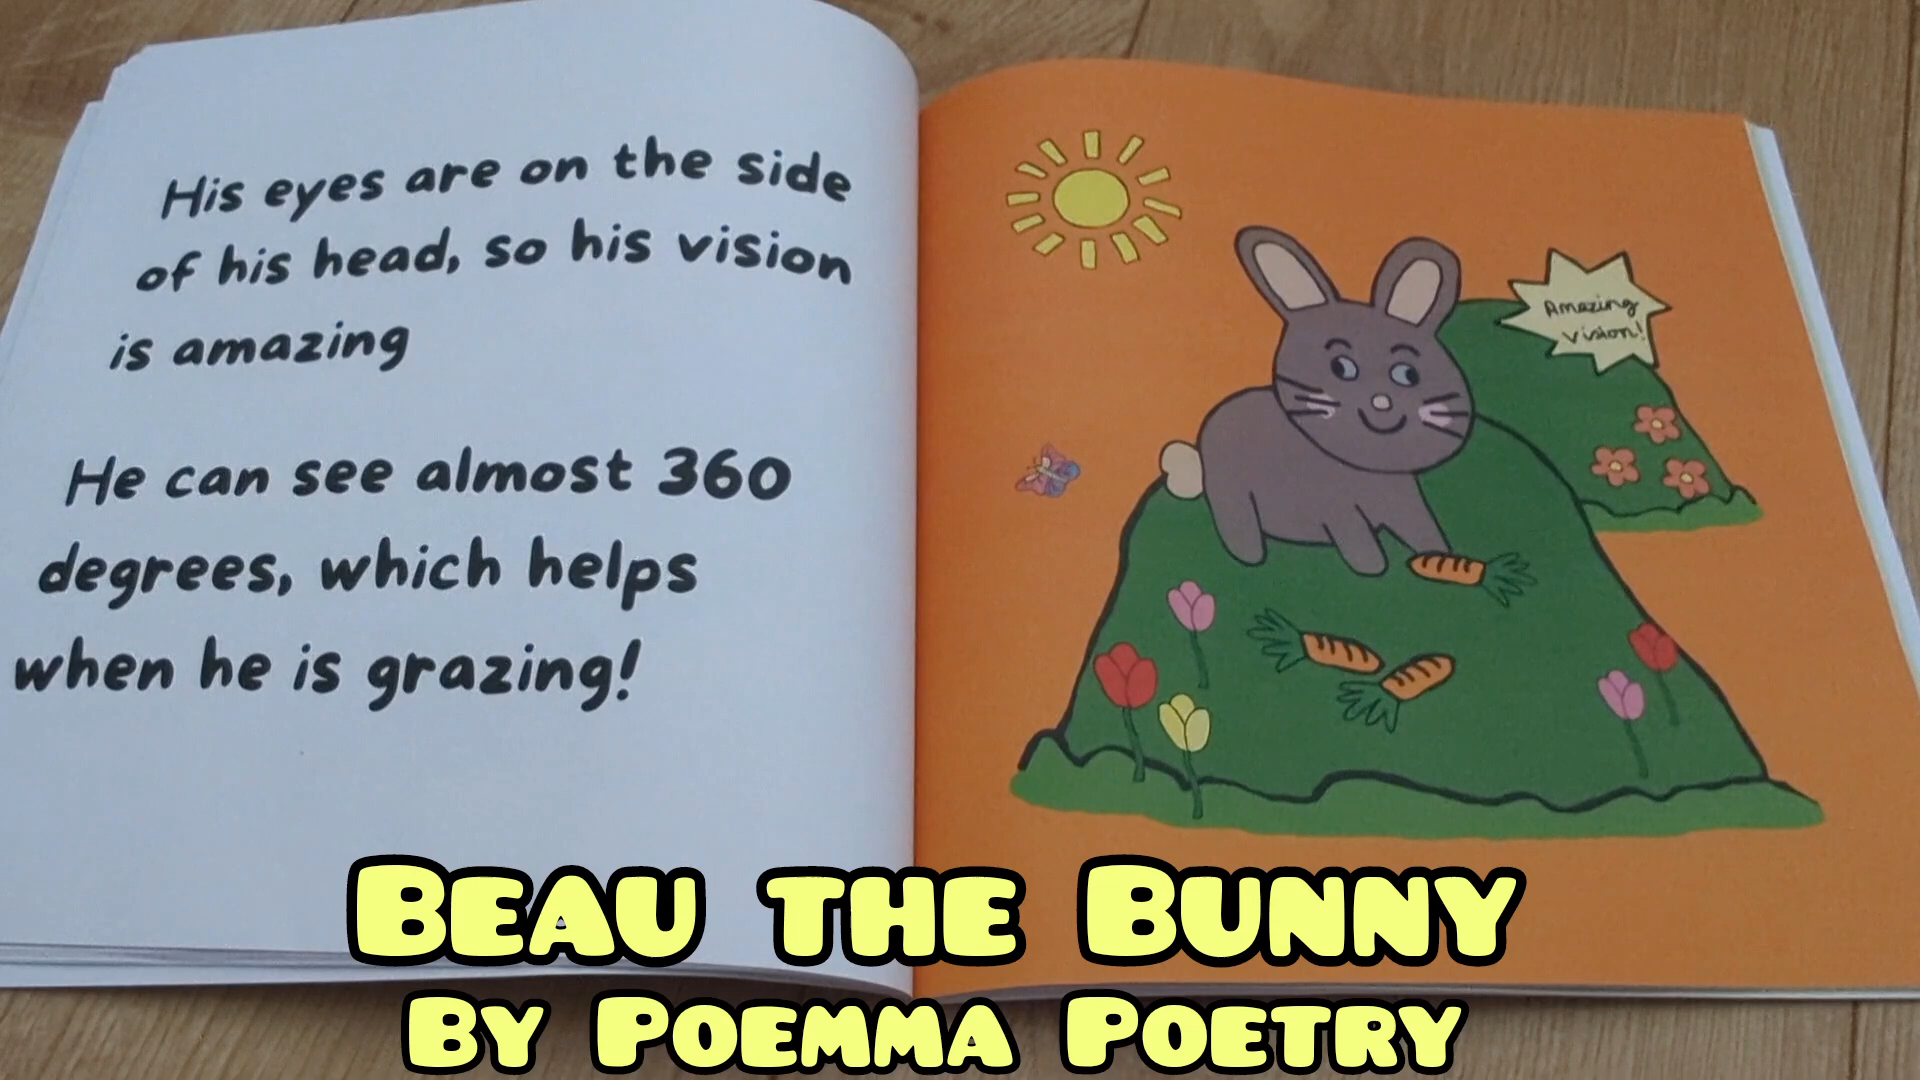 His eyes are on the side
of his head, so his vision
is amazing
He can see almost 360
degrees, which helps
when he is grazing!
Amazing
vision!
BEAU THE BUNNY
BY POEMMA POETRY